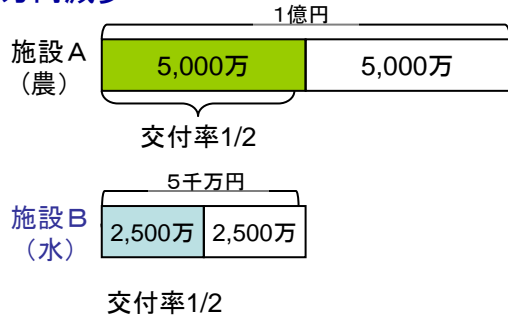 1億円
施設A
(農)
5,000万 5,000万
交付率1/2
5千万円
施設B
(水)
2,500万 2,500万
交付率1/2